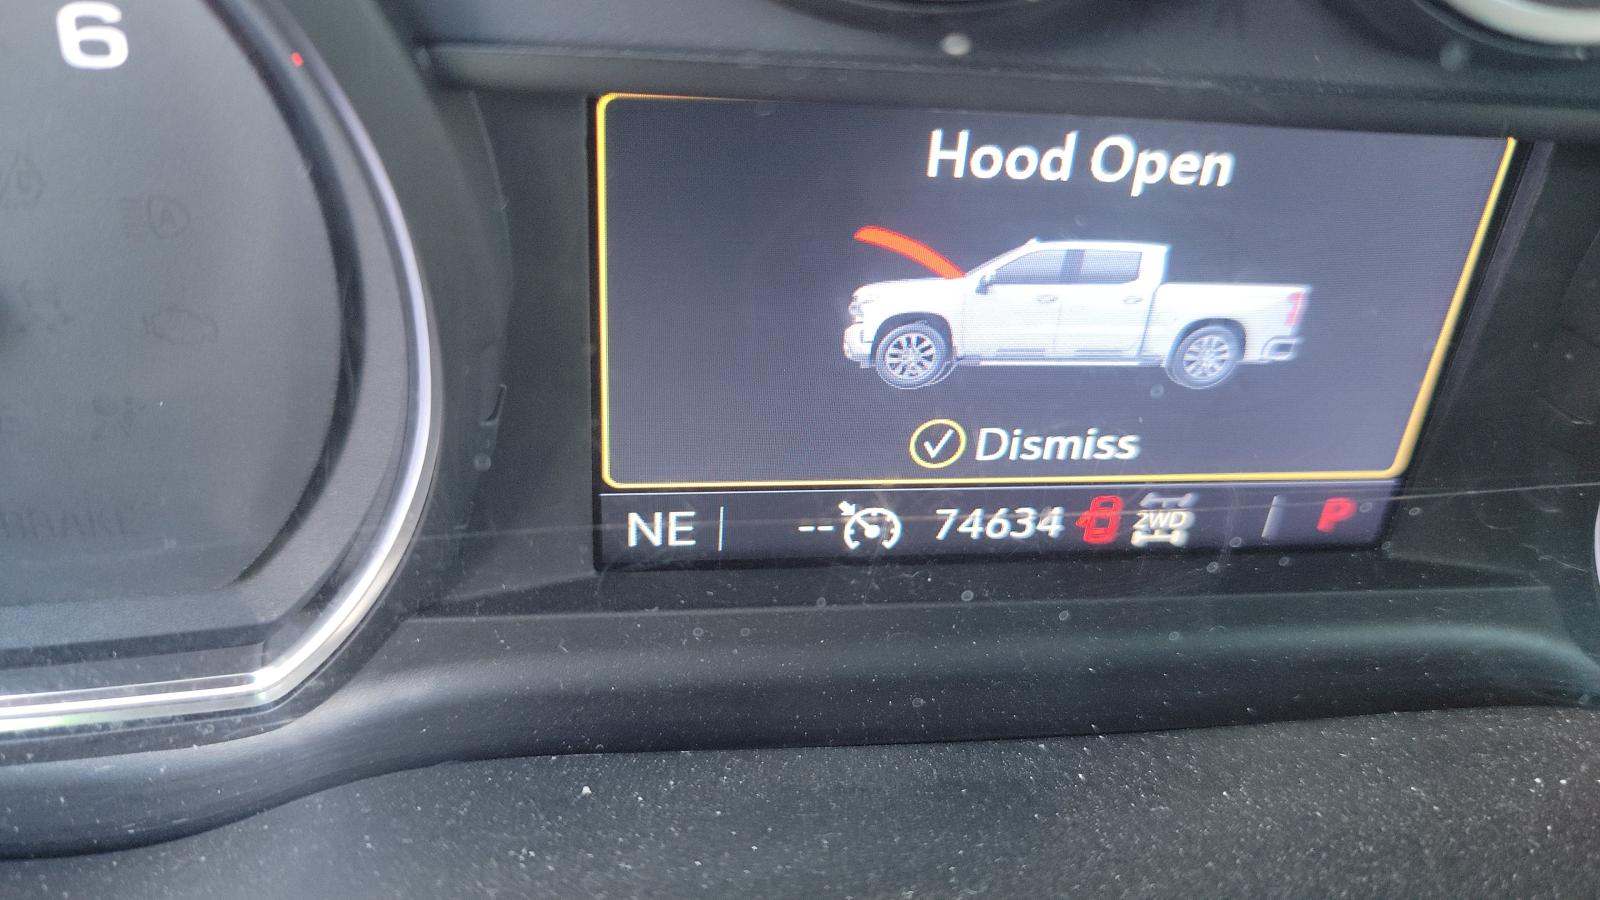 6
Hood Open
Dismiss
NE -- 74634 2WD P